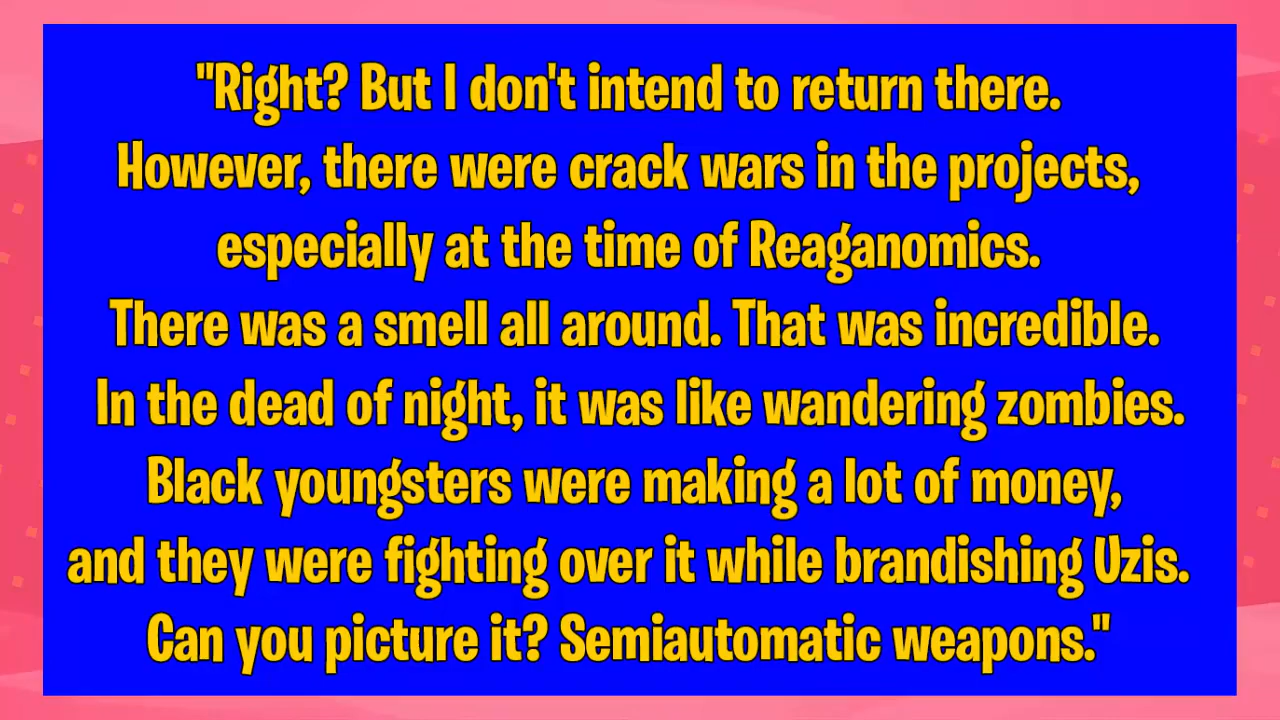 "Right? But I don't intend to return there.
However, there were crack wars in the projects,
especially at the time of Reaganomics.
There was a smell all around. That was incredible.
In the dead of night, it was like wandering zombies.
Black youngsters were making a lot of money,
and they were fighting over it while brandishing Uzis.
Can you picture it? Semiautomatic weapons."